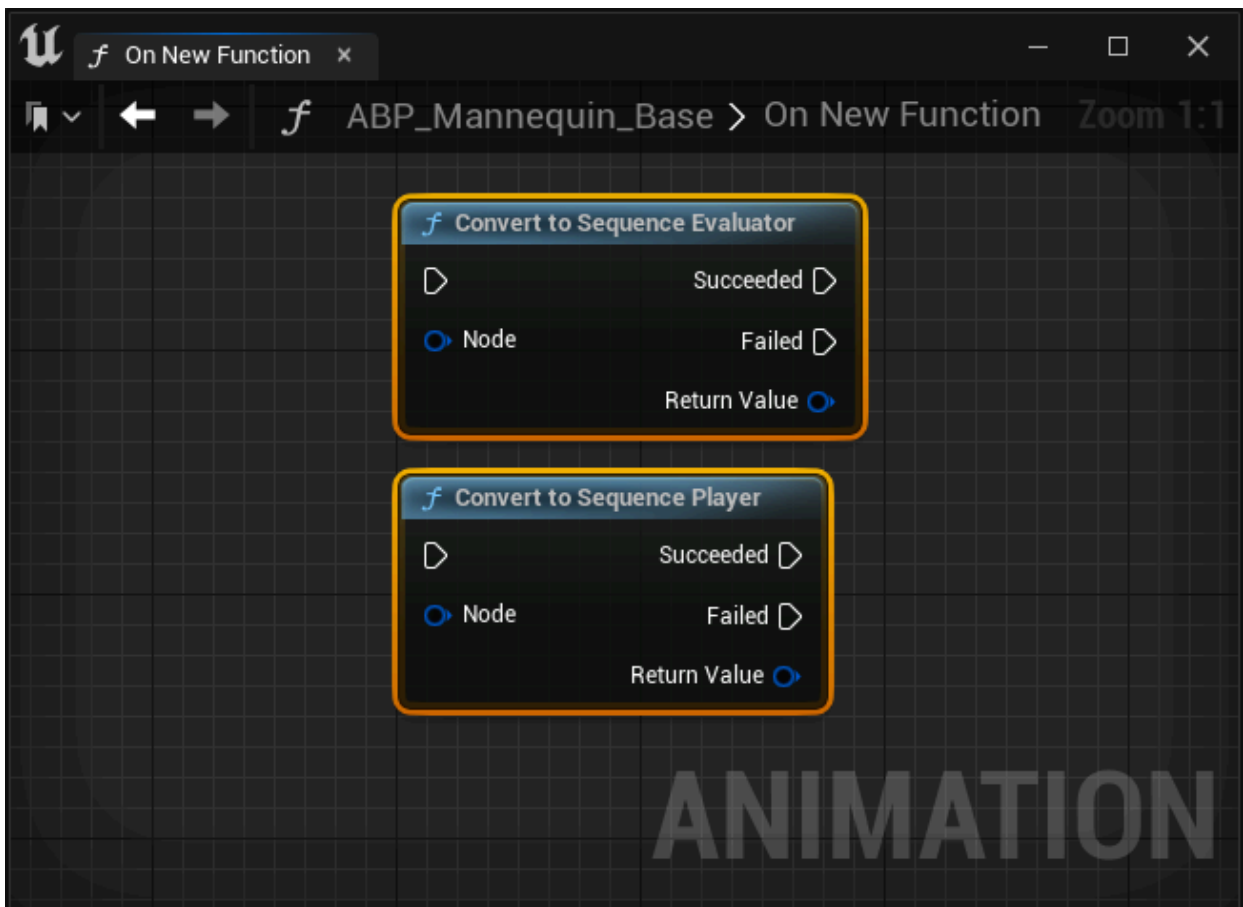 On New Function
ABP_Mannequin_Base > On New Function Zoom 1:1
Convert to Sequence Evaluator
Succeeded
Node Failed
Return Value
Convert to Sequence Player
Succeeded
Node Failed
Return Value
ANIMATION